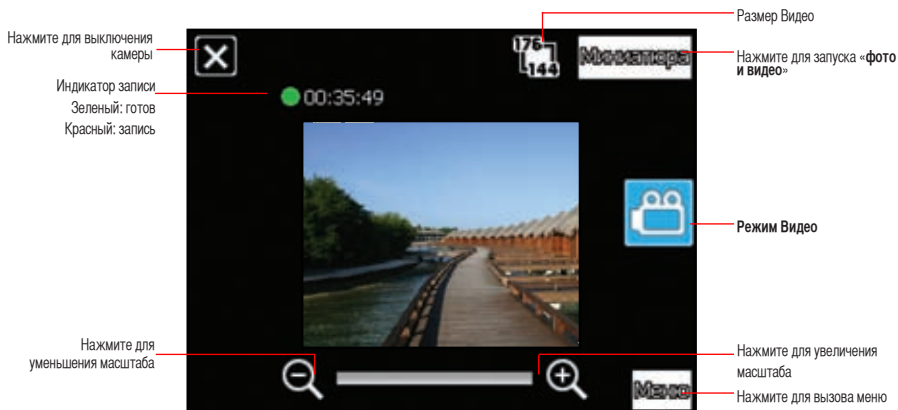 Размер Видео
Нажмите для выключения
камеры
176
144
Миниатюра
Нажмите для запуска «фото
и видео»
Индикатор записи
Зеленый: готов
Красный: запись
00:35:49
Режим Видео
Нажмите для
уменьшения масштаба
Нажмите для увеличения
масштаба
Меню
Нажмите для вызова меню